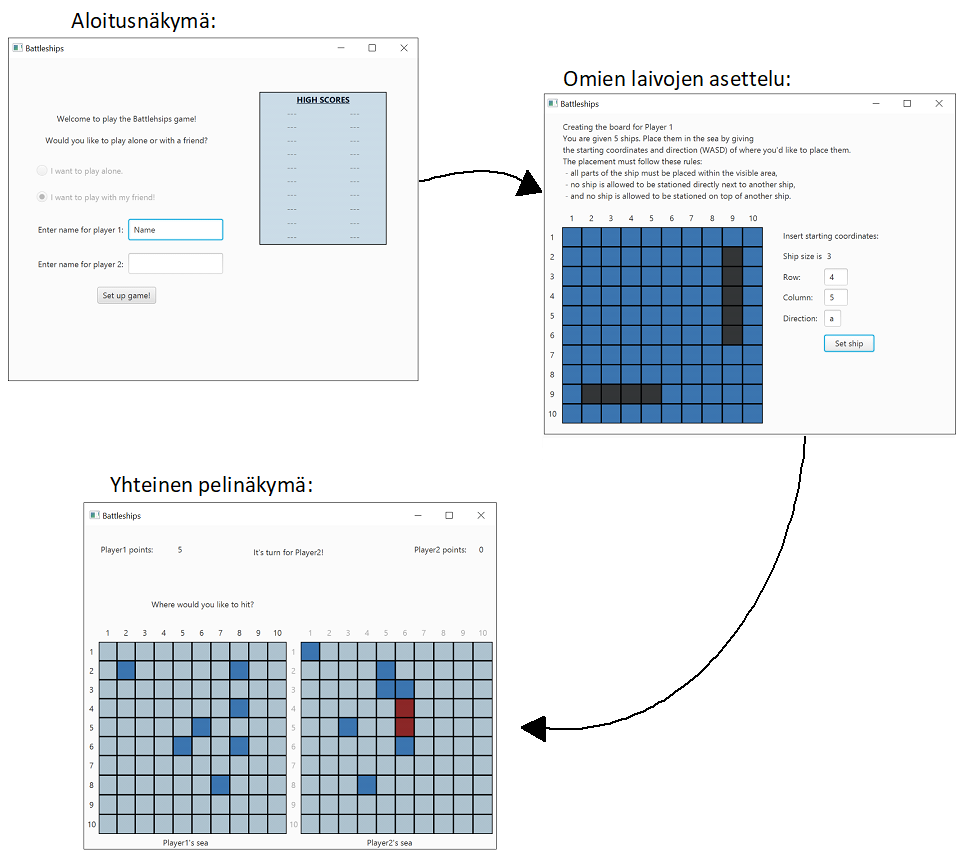 Aloitusnäkymä:
Battleships
HIGH SCORES
--- ---
--- ---
--- ---
--- ---
--- ---
--- ---
--- ---
--- ---
--- ---
--- ---
Welcome to play the Battlehsips game!
Would you like to play alone or with a friend?
I want to play alone.
I want to play with my friend!
Enter name for player 1: Name
Enter name for player 2:
Set up game!
Omien laivojen asettelu:
Battleships
Creating the board for Player 1
You are given 5 ships. Place them in the sea by giving
the starting coordinates and direction (WASD) of where you'd like to place them.
The placement must follow these rules:
- all parts of the ship must be placed within the visible area,
- no ship is allowed to be stationed directly next to another ship,
- and no ship is allowed to be stationed on top of another ship.
1 2 3 4 5 6 7 8 9 10
1
2
3
4
5
6
7
8
9
10
Insert starting coordinates:
Ship size is 3
Row: 4
Column: 5
Direction: a
Set ship
Yhteinen pelinäkymä:
Battleships
Player1 points: 5 It's turn for Player2! Player2 points: 0
Where would you like to hit?
1 2 3 4 5 6 7 8 9 10 1 2 3 4 5 6 7 8 9 10
1 1
2 2
3 3
4 4
5 5
6 6
7 7
8 8
9 9
10 10
Player1's sea Player2's sea